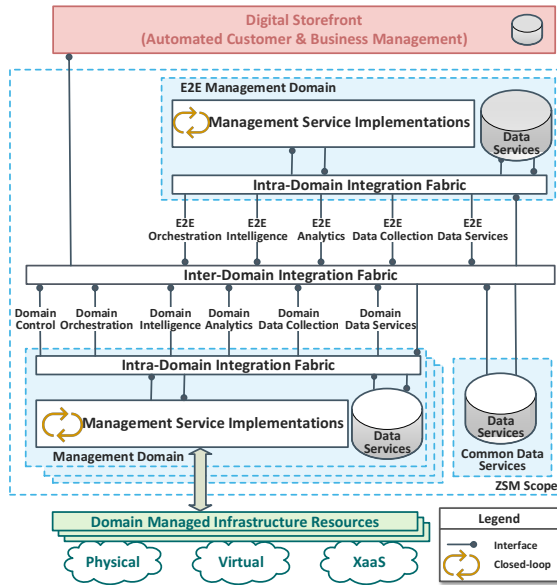 Digital Storefront
(Automated Customer & Business Management)
E2E Management Domain
Management Service Implementations
Data
Services
Intra-Domain Integration Fabric
E2E
Orchestration
E2E
Intelligence
E2E
Analytics
E2E
Data Collection
E2E
Data Services
Inter-Domain Integration Fabric
Domain
Control
Domain
Orchestration
Domain
Intelligence
Domain
Analytics
Domain
Data Collection
Domain
Data Services
Intra-Domain Integration Fabric
Management Service Implementations
Data
Services
Management Domain
Data
Services
Common Data
Services
ZSM Scope
Domain Managed Infrastructure Resources
Physical
Virtual
XaaS
Legend
Interface
Closed-loop